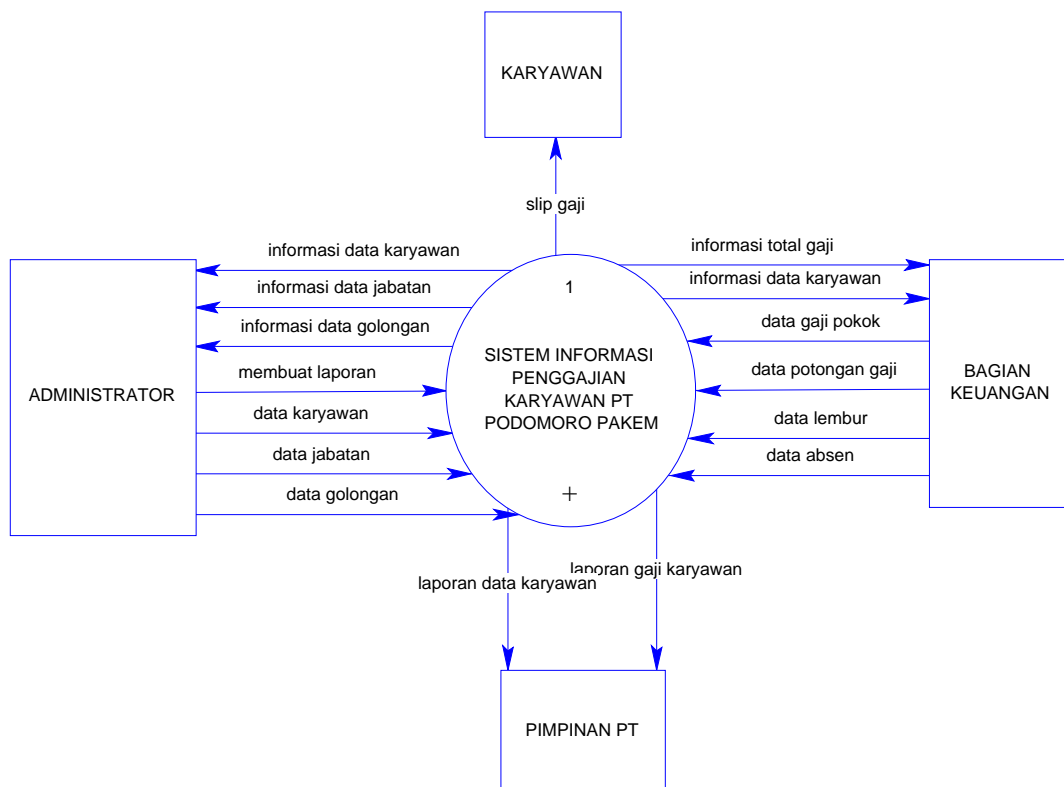 KARYAWAN
slip gaji
informasi data karyawan
informasi data jabatan
informasi data golongan
membuat laporan
data karyawan
data jabatan
data golongan
ADMINISTRATOR
1
SISTEM INFORMASI
PENGGAJIAN
KARYAWAN PT
PODOMORO PAKEM
+
informasi total gaji
informasi data karyawan
data gaji pokok
data potongan gaji
data lembur
data absen
BAGIAN
KEUANGAN
laporan gaji karyawan
laporan data karyawan
PIMPINAN PT